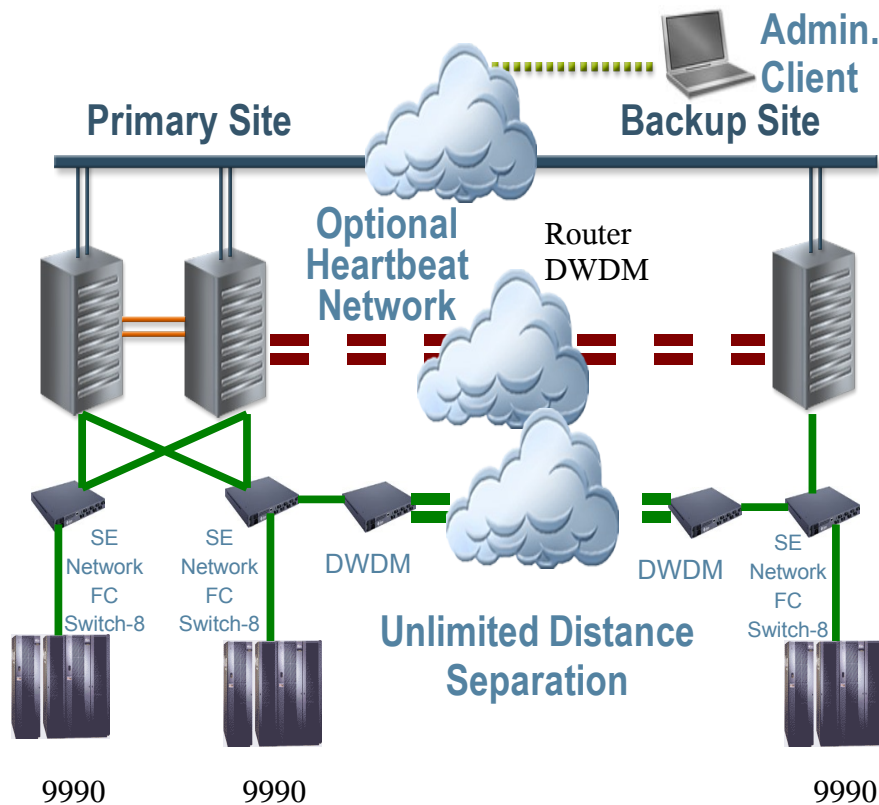 Admin.
Client
Primary Site
Backup Site
Optional
Heartbeat
Network
Router
DWDM
SE
Network
FC
Switch-8
SE
Network
FC
Switch-8
DWDM
DWDM
SE
Network
FC
Switch-8
Unlimited Distance
Separation
9990
9990
9990